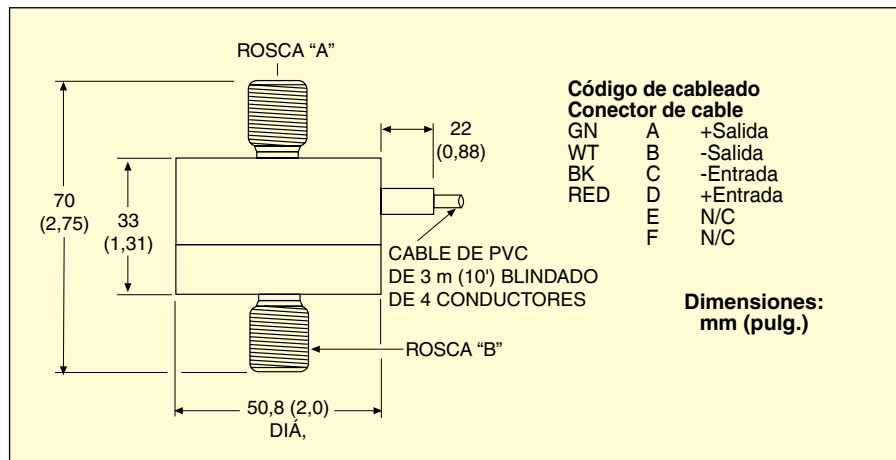 ROSCA “A”
22
(0,88)
70
(2,75)
33
(1,31)
CABLE DE PVC
DE 3 m (10') BLINDADO
DE 4 CONDUCTORES
ROSCA “B”
50,8 (2,0)
DIÁ,
Código de cableado
Conector de cable
GN A +Salida
WT B -Salida
BK C -Entrada
RED D +Entrada
E N/C
F N/C
Dimensiones:
mm (pulg.)